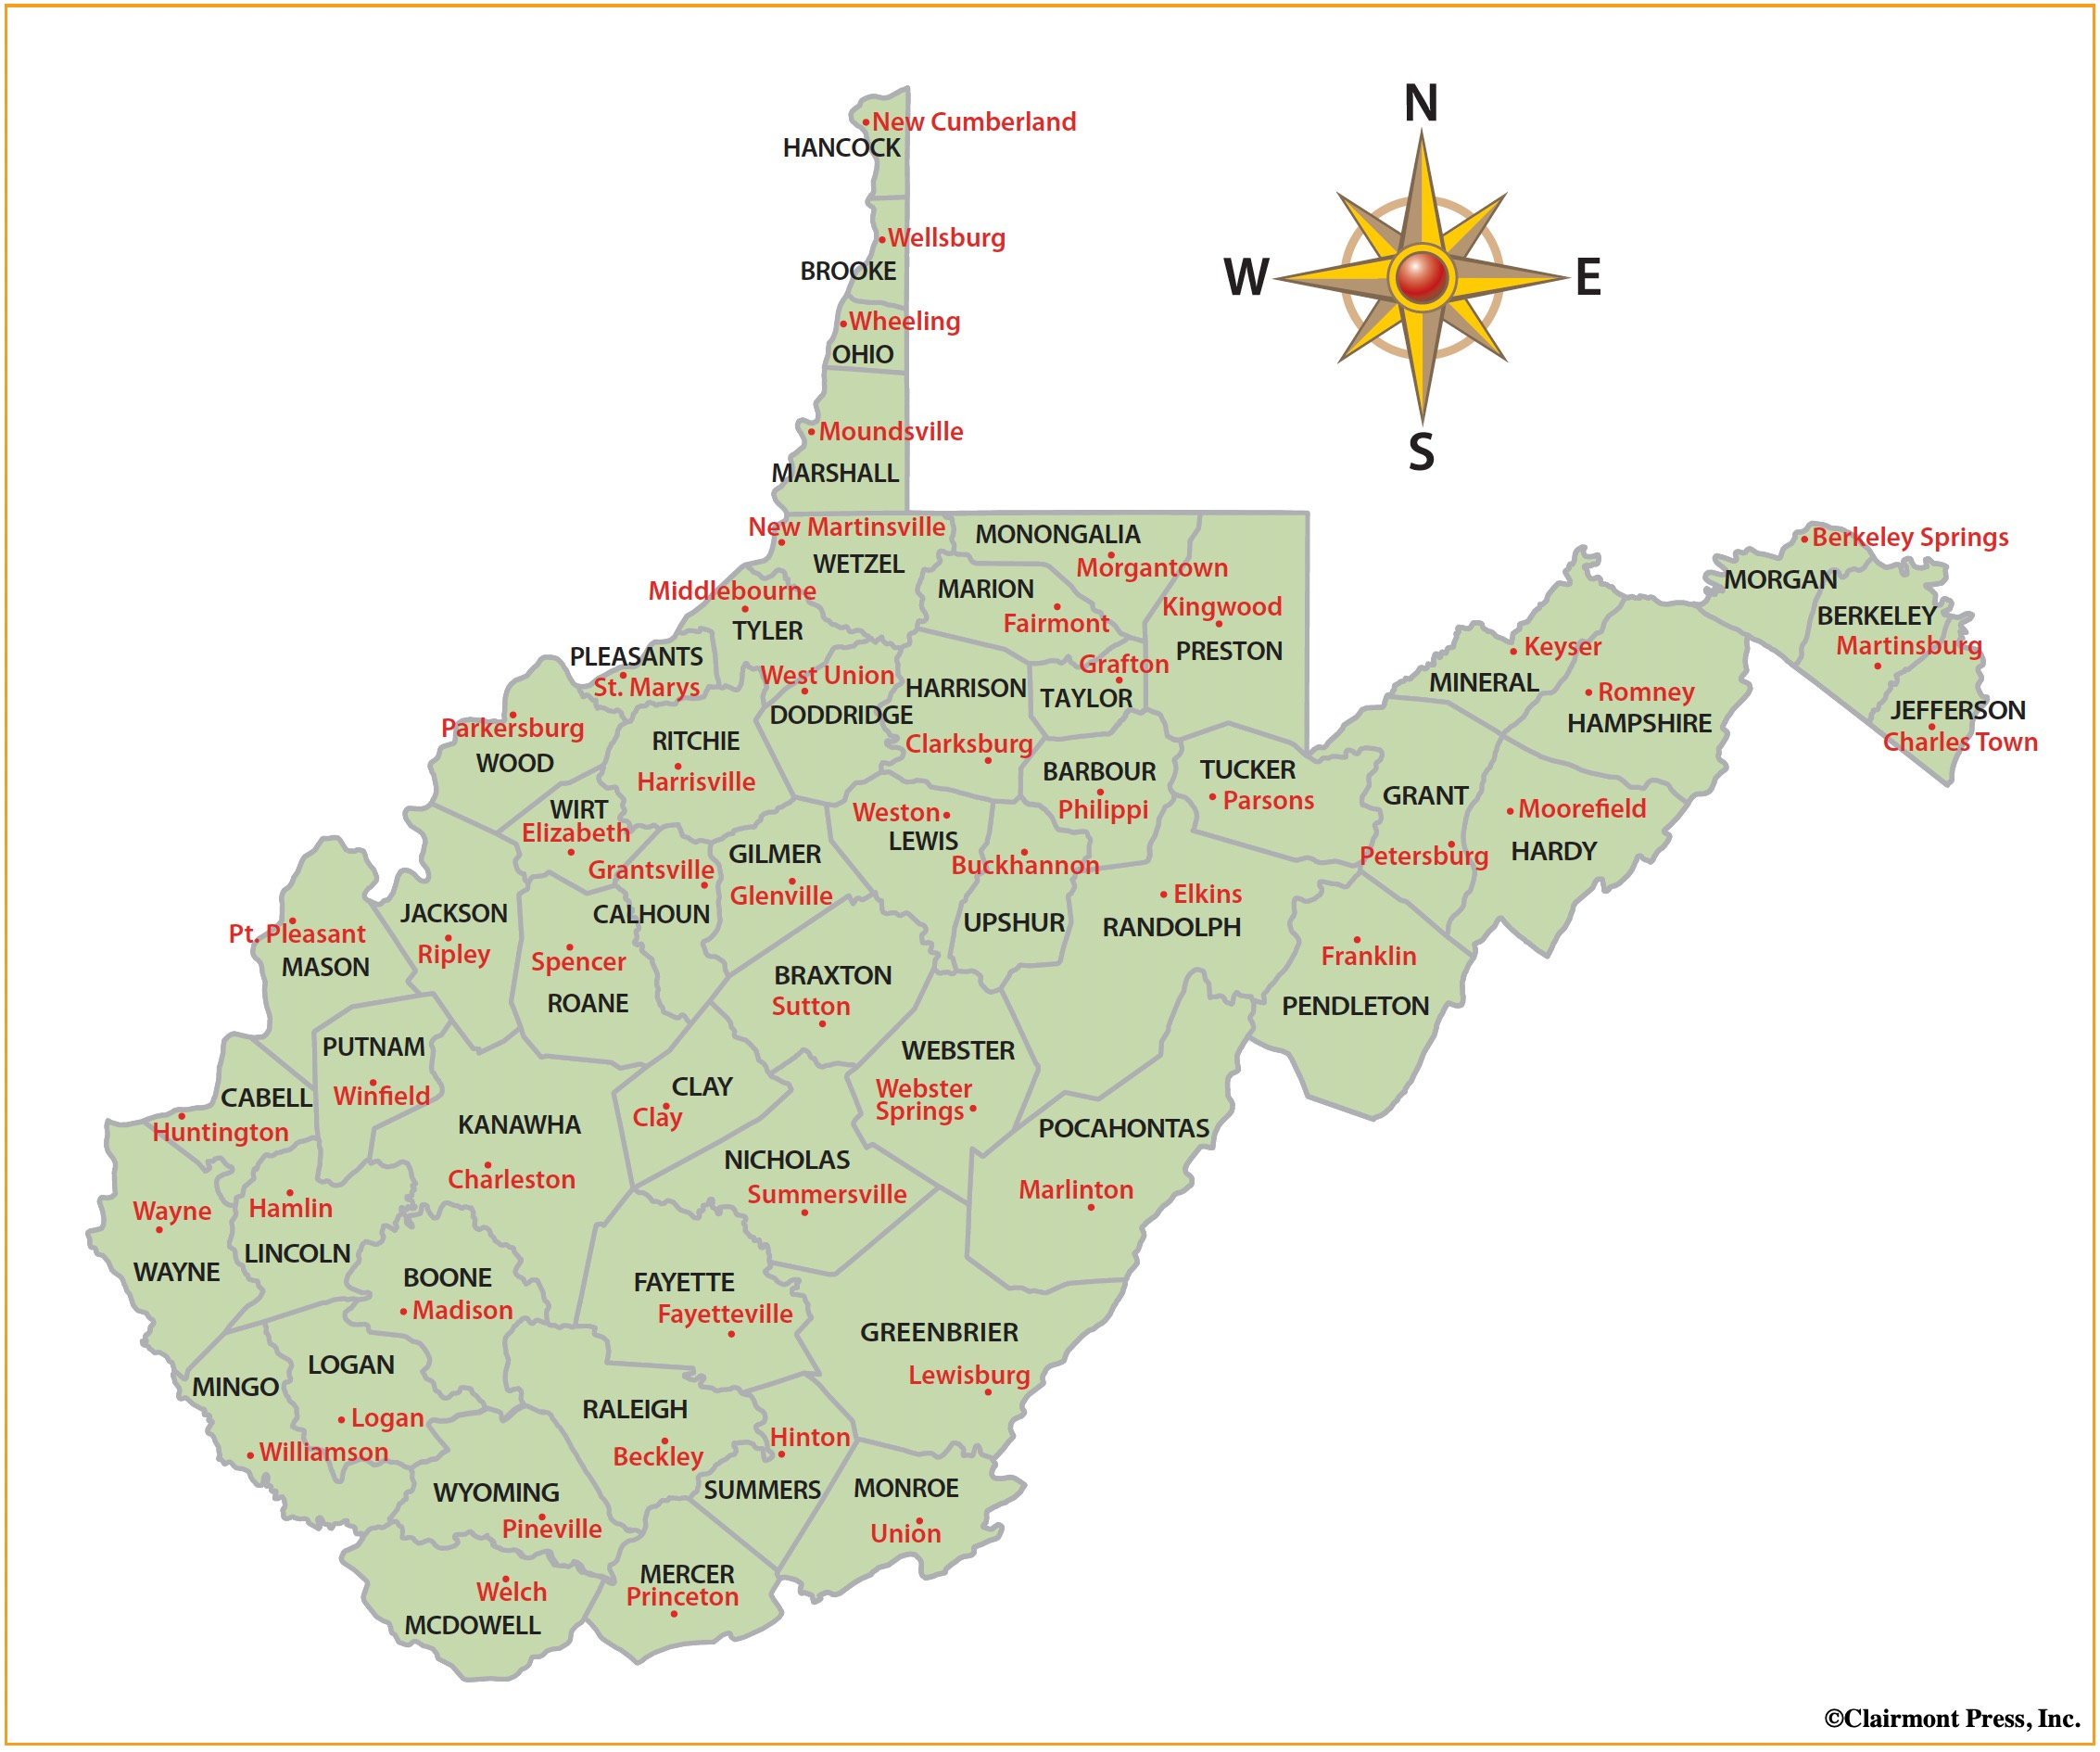 N
New Cumberland
HANCOCK
Wellsburg
W
E
BROOKE
Wheeling
OHIO
Moundsville
S
MARSHALL
New Martinsville
MONONGALIA
Berkeley Springs
WETZEL
Morgantown
MORGAN
Middlebourne
MARION
Kingwood
BERKELEY
Fairmont
TYLER
Martinsburg
Keyser
PLEASANTS
PRESTON
Grafton
West Union
St. Marys
HARRISON
TAYLOR
MINERAL
Romney
JEFFERSON
DODDRIDGE
HAMPSHIRE
Parkersburg
RITCHIE
Clarksburg
Charles Town
WOOD
BARBOUR
TUCKER
Harrisville
GRANT
Parsons
WIRT
Weston
Philippi
Moorefield
Elizabeth
LEWIS
GILMER
HARDY
Petersburg
Grantsville
Buckhannon
Glenville
Elkins
JACKSON
CALHOUN
UPSHUR
RANDOLPH
Pt. Pleasant
Ripley
Spencer
Franklin
MASON
BRAXTON
ROANE
Sutton
PENDLETON
PUTNAM
WEBSTER
CLAY
Webster
Springs
Winfield
CABELL
Clay
KANAWHA
POCAHONTAS
Huntington
NICHOLAS
Charleston
Summersville
Marlinton
Wayne
Hamlin
LINCOLN
WAYNE
BOONE
FAYETTE
Madison
Fayetteville
GREENBRIER
LOGAN
Lewisburg
MINGO
RALEIGH
Logan
Hinton
Williamson
Beckley
WYOMING
SUMMERS
MONROE
Pineville
Union
MERCER
Welch
Princeton
MCDOWELL
©Clairmont Press, Inc.